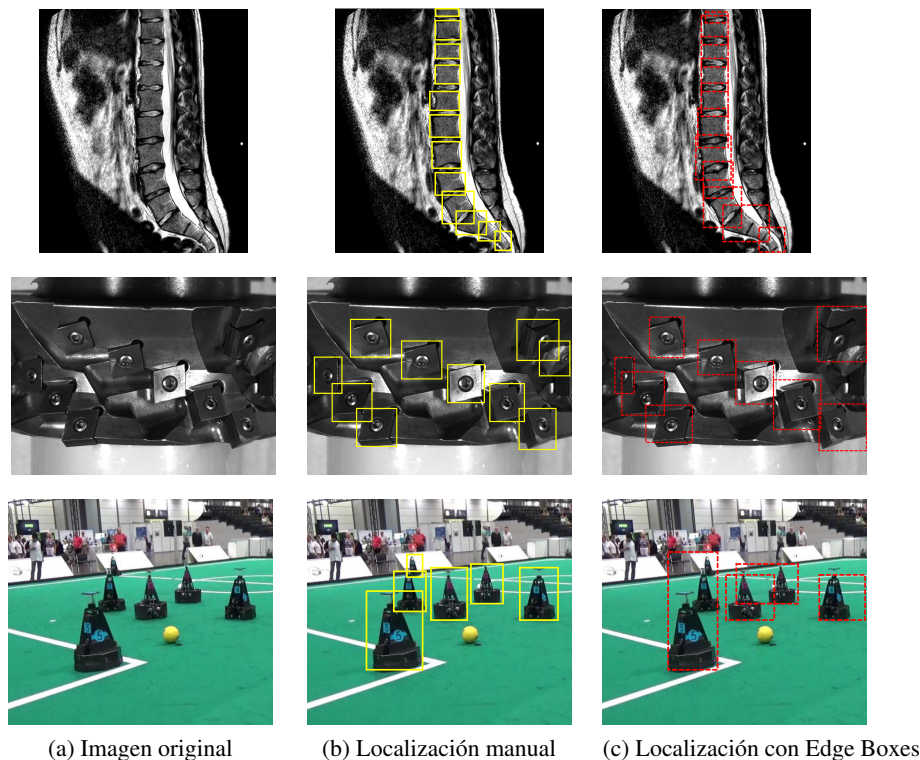 (a) Imagen original
(b) Localización manual
(c) Localización con Edge Boxes